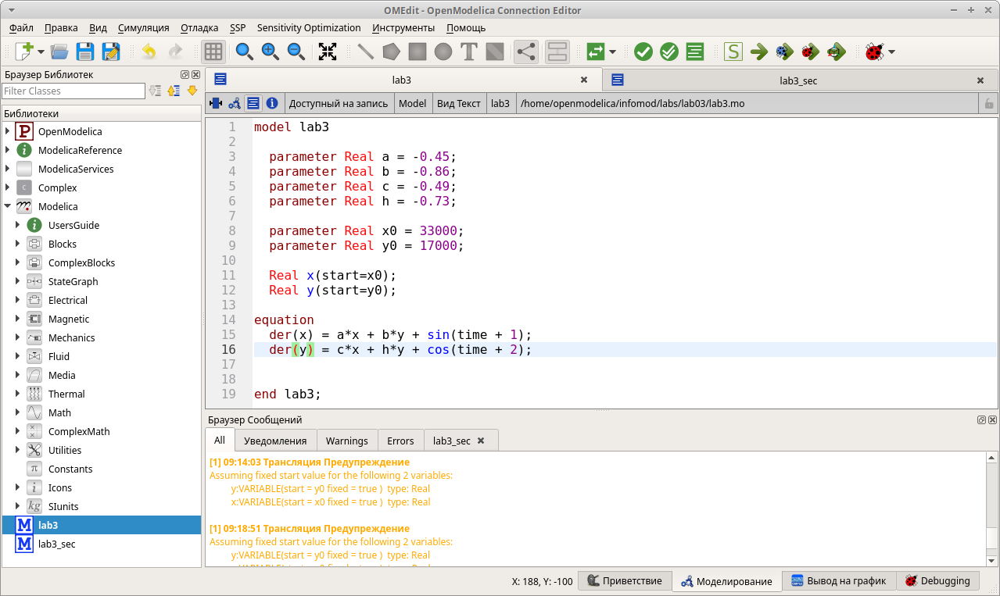 OMEdit - OpenModelica Connection Editor
Файл Правка Вид Симуляция Отладка SSP Sensitivity Optimization Инструменты Помощь
S
Браузер Библиотек
Filter Classes
Библиотеки
P OpenModelica
i ModelicaReference
ModelicaServices
C Complex
Modelica
i UsersGuide
Blocks
ComplexBlocks
StateGraph
Electrical
Magnetic
Mechanics
Fluid
Media
Thermal
Math
ComplexMath
Utilities
π Constants
i Icons
kg SIunits
M lab3
M lab3_sec
lab3
lab3_sec
i Доступный на запись Model Вид Текст lab3 /home/openmodelica/infomod/labs/lab03/lab3.mo
1 model lab3
2
3 parameter Real a = -0.45;
4 parameter Real b = -0.86;
5 parameter Real c = -0.49;
6 parameter Real h = -0.73;
7
8 parameter Real x0 = 33000;
9 parameter Real y0 = 17000;
10
11 Real x(start=x0);
12 Real y(start=y0);
13
14 equation
15 der(x) = a*x + b*y + sin(time + 1);
16 der(y) = c*x + h*y + cos(time + 2);
17
18
19 end lab3;
Браузер Сообщений
All Уведомления Warnings Errors lab3_sec
[1] 09:14:03 Трансляция Предупреждение
Assuming fixed start value for the following 2 variables:
y:VARIABLE(start = y0 fixed = true ) type: Real
x:VARIABLE(start = x0 fixed = true ) type: Real
[1] 09:18:51 Трансляция Предупреждение
Assuming fixed start value for the following 2 variables:
y:VARIABLE(start = y0 fixed = true ) type: Real
X: 188, Y: -100 Приветствие Моделирование Вывод на график Debugging